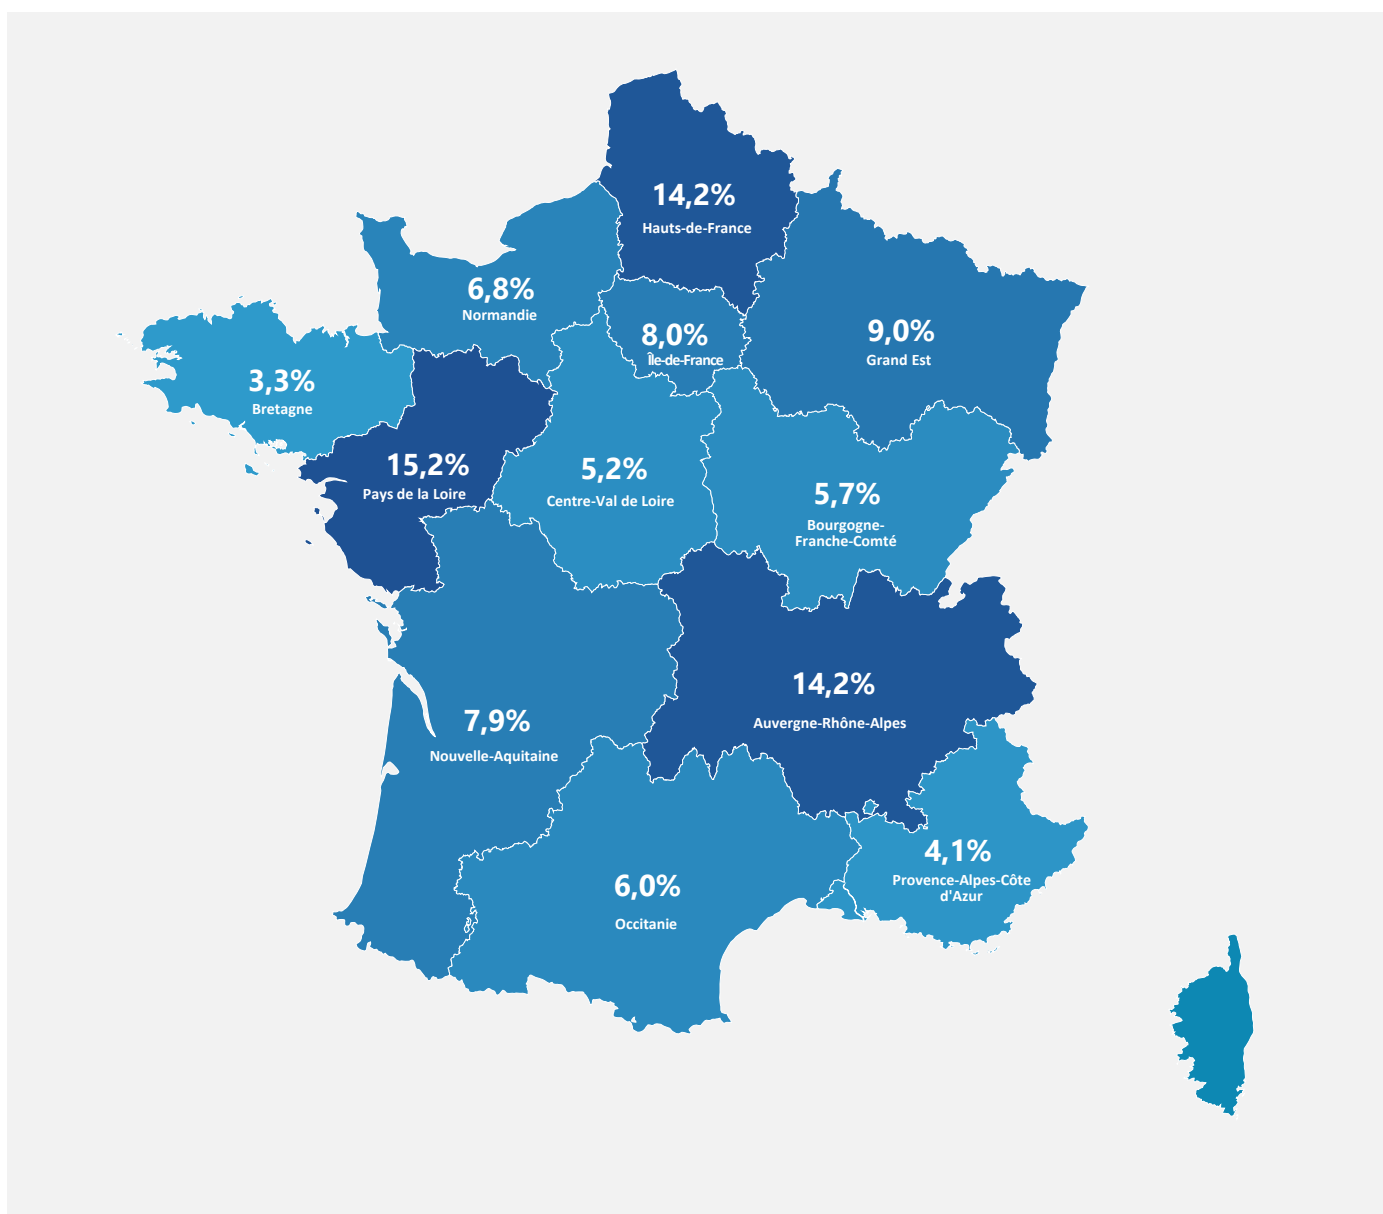 14,2%
Hauts-de-France
6,8%
Normandie
8,0%
Île-de-France
9,0%
Grand Est
3,3%
Bretagne
15,2%
Pays de la Loire
5,2%
Centre-Val de Loire
5,7%
Bourgogne-
Franche-Comté
14,2%
Auvergne-Rhône-Alpes
7,9%
Nouvelle-Aquitaine
4,1%
Provence-Alpes-Côte
d'Azur
6,0%
Occitanie